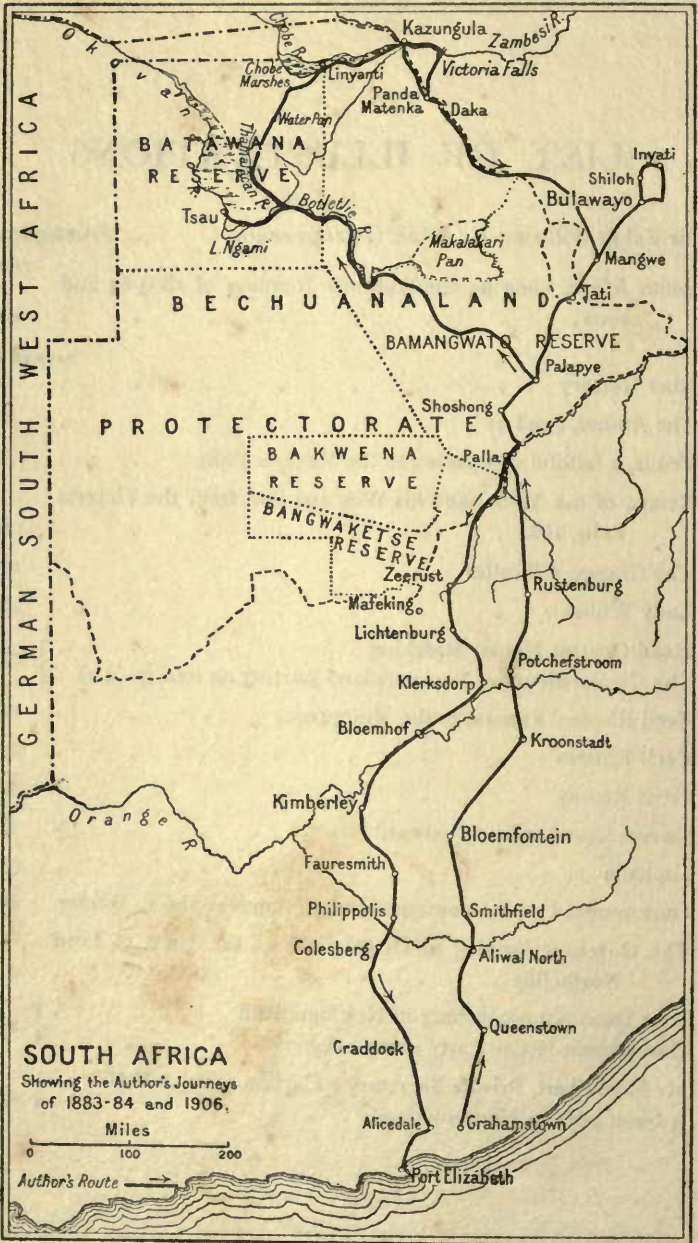 Okavango
Chobe R.
Kazungula
Zambesi R.
Chobe
Marshes
Linyanti
Victoria Falls
Panda
Matenka
Daka
Water Pan
BATAWANA
RESERVE
Thamalacane
Inyati
Shiloh
Bulawayo
Tsau
Botletlie R.
L. Ngami
Makalakari
Pan
Mangwe
Tati
BECHUANALAND
BAMANGWATO RESERVE
Palapye
Shoshong
PROTECTORATE
Palla
BAKWENA
RESERVE
BANGWAKETSE
RESERVE
Zeerust
Rustenburg
Mafeking
Lichtenburg
Potchefstroom
Klerksdorp
Bloemhof
Kroonstadt
GERMAN SOUTH WEST AFRICA
Kimberley
Orange R
Bloemfontein
Fauresmith
Philippolis
Smithfield
Colesberg
Aliwal North
Queenstown
Craddock
Alicedale
Grahamstown
Port Elizabeth
SOUTH AFRICA
Showing the Author's Journeys
of 1883-84 and 1906.
Miles
0 100 200
Author's Route